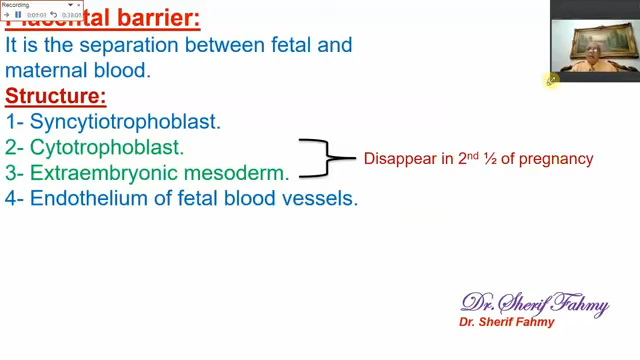 Recording
Placental barrier:
It is the separation between fetal and
maternal blood.
Structure:
1- Syncytiotrophoblast.
2- Cytotrophoblast.
3- Extraembryonic mesoderm.
Disappear in 2nd ½ of pregnancy
4- Endothelium of fetal blood vessels.
Dr. Sherif Fahmy
Dr. Sherif Fahmy